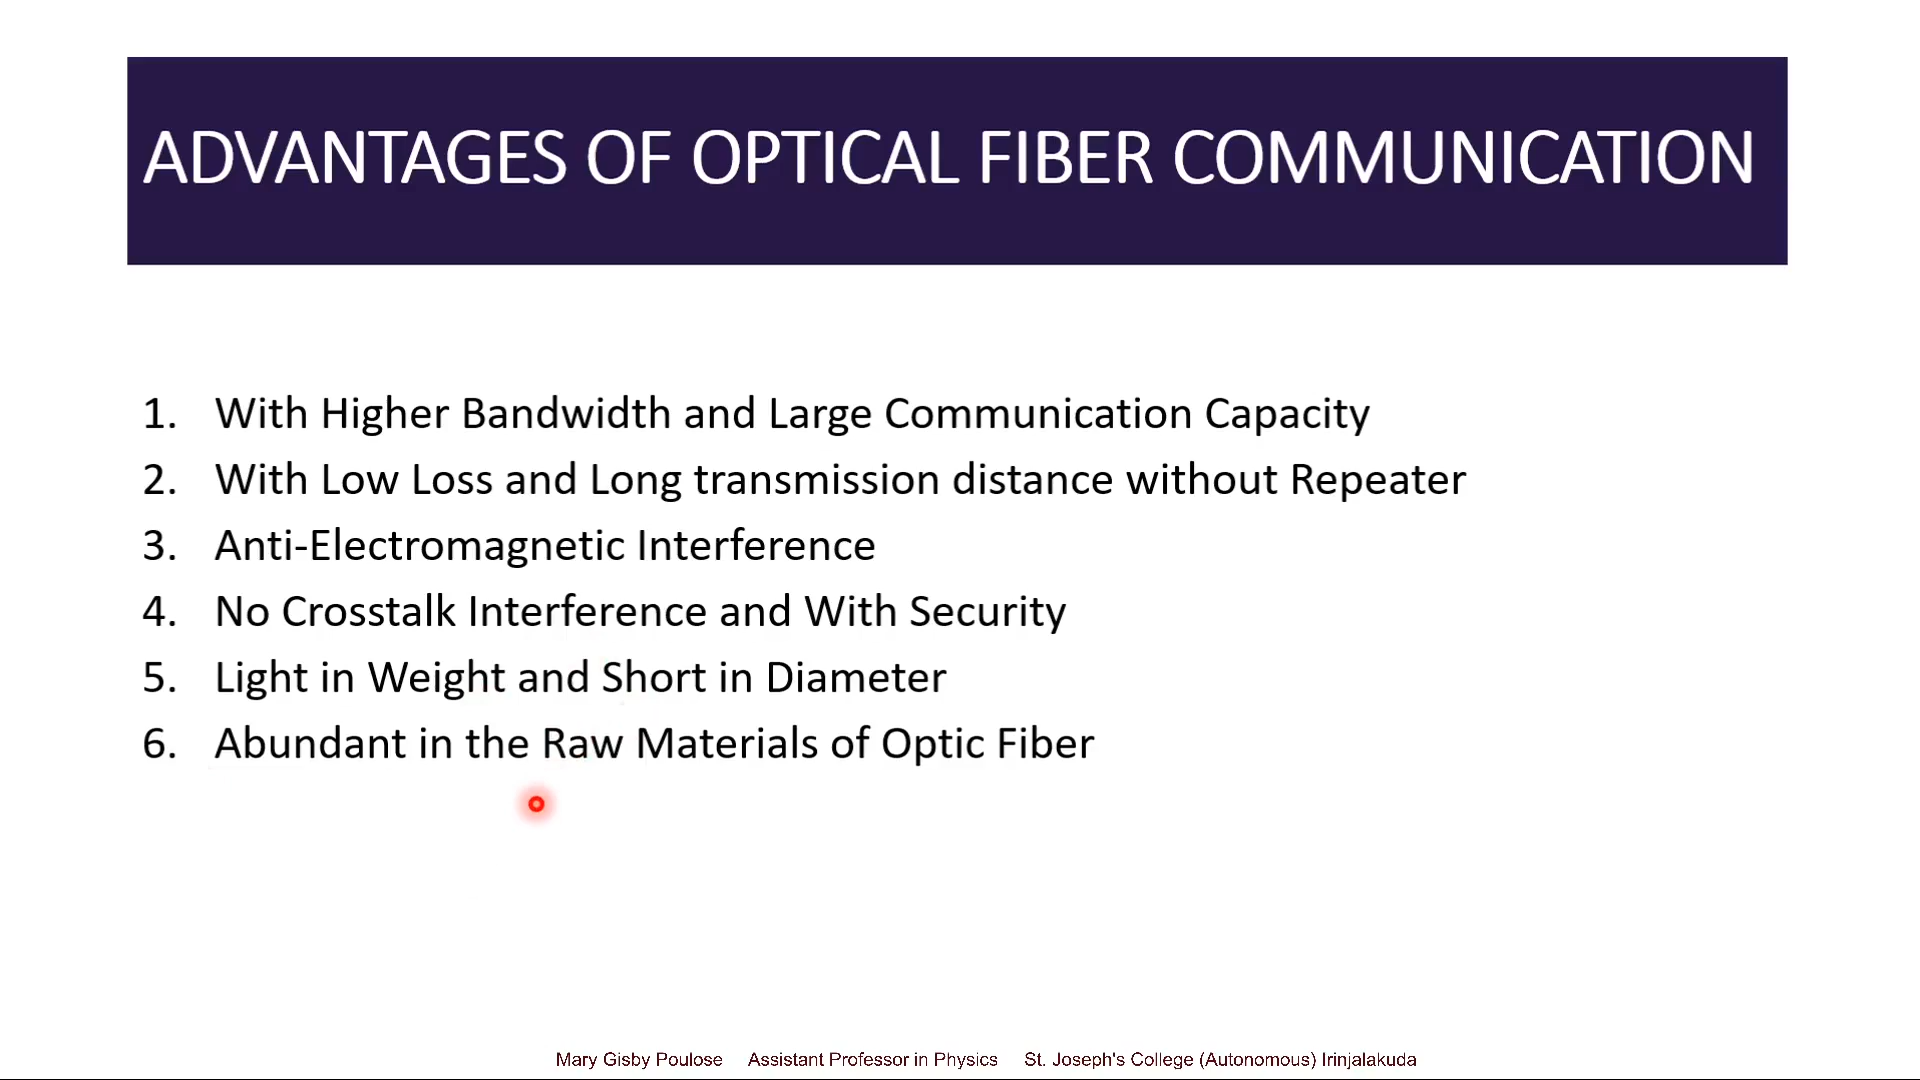 ADVANTAGES OF OPTICAL FIBER COMMUNICATION
1. With Higher Bandwidth and Large Communication Capacity
2. With Low Loss and Long transmission distance without Repeater
3. Anti-Electromagnetic Interference
4. No Crosstalk Interference and With Security
5. Light in Weight and Short in Diameter
6. Abundant in the Raw Materials of Optic Fiber
Mary Gisby Poulose Assistant Professor in Physics St. Joseph's College (Autonomous) Irinjalakuda